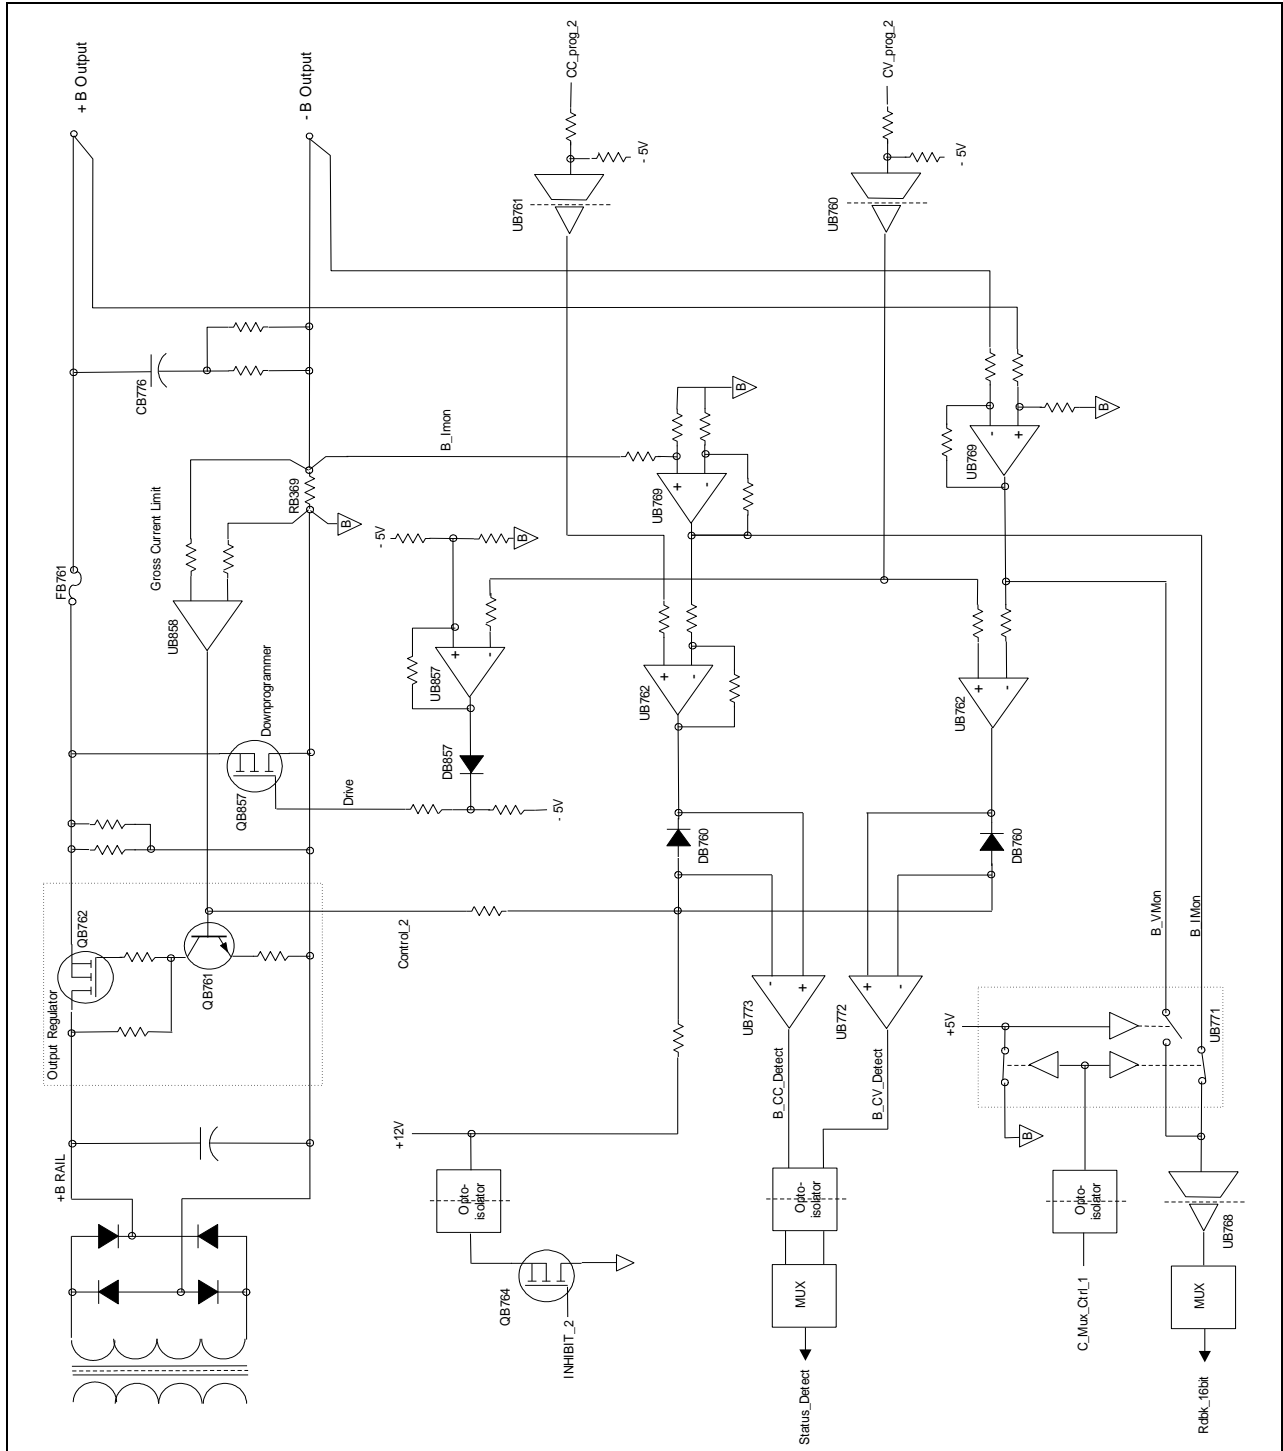 + B Output
- B Output
CC_prog_2
CV_prog_2
- 5V
- 5V
UB761
UB760
CB776
B_Imon
RB369
B
B
B
B
Gross Current Limit
FB761
UB858
- 5V
+
-
UB857
+
-
UB769
-
+
UB769
Downprogrammer
QB857
Drive
DB857
- 5V
+
-
UB762
+
-
UB762
DB760
DB760
Output Regulator
QB762
QB761
Control_2
-
+
UB773
+
-
UB772
B_CC_Detect
B_CV_Detect
B_VMon
B_IMon
+5V
UB771
B
+B RAIL
+12V
Opto-
isolator
QB764
INHIBIT_2
Opto-
isolator
MUX
Status_Detect
Opto-
isolator
C_Mux_Ctrl_1
UB768
MUX
Rdbk_16bit